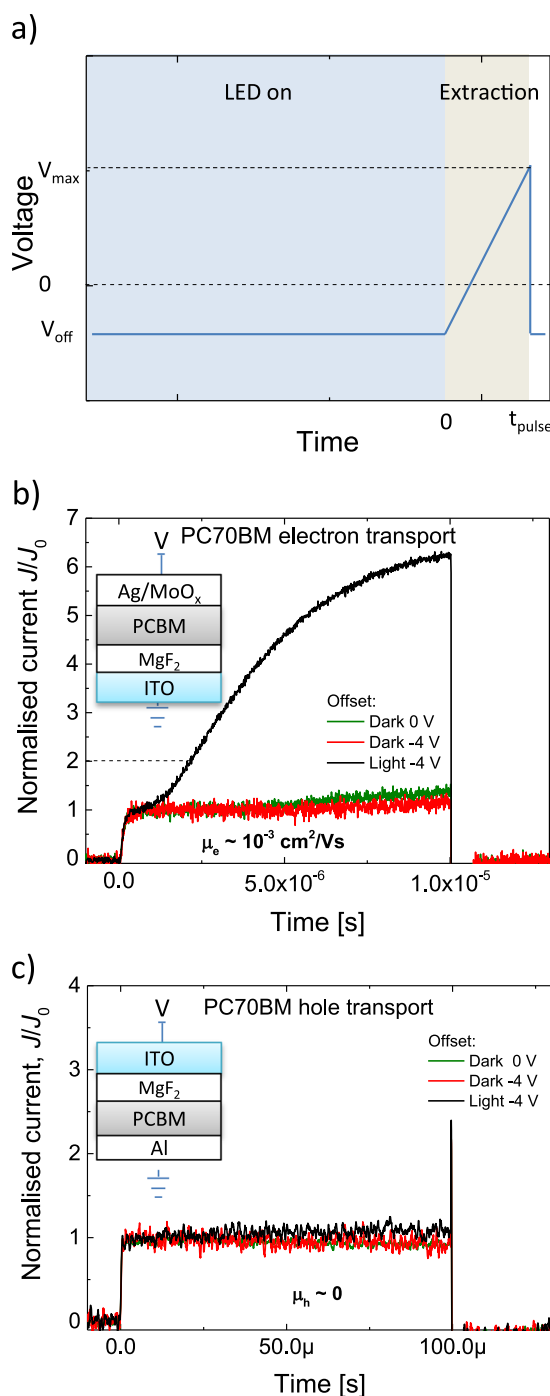 a)
LED on
Extraction
Voltage
V_max
0
V_off
0
t_pulse
Time
b)
PC70BM electron transport
V
Ag/MoO_x
PCBM
MgF_2
ITO
Offset:
Dark 0 V
Dark -4 V
Light -4 V
μ_e ~ 10^-3 cm^2/Vs
Normalised current J/J_0
7
6
5
4
3
2
1
0
0.0
5.0x10^-6
1.0x10^-5
Time [s]
c)
PC70BM hole transport
V
ITO
MgF_2
PCBM
Al
Offset:
Dark 0 V
Dark -4 V
Light -4 V
μ_h ~ 0
Normalised current, J/J_0
4
3
2
1
0
0.0
50.0μ
100.0μ
Time [s]